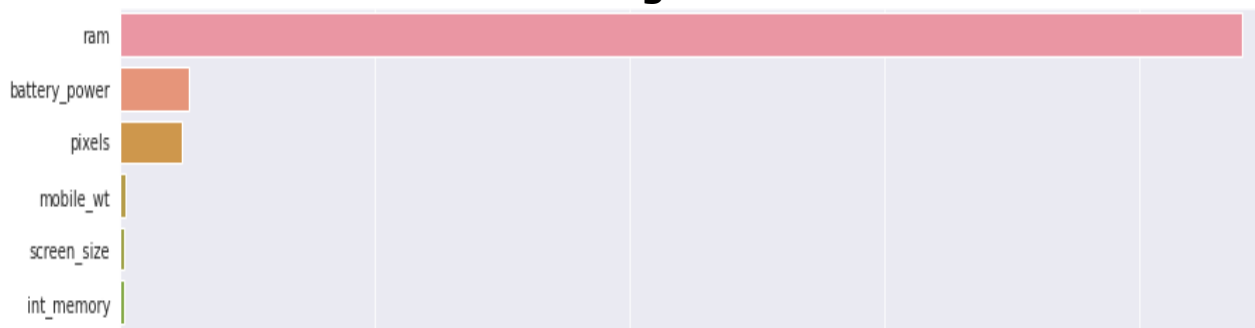 ram
battery_power
pixels
mobile_wt
screen_size
int_memory